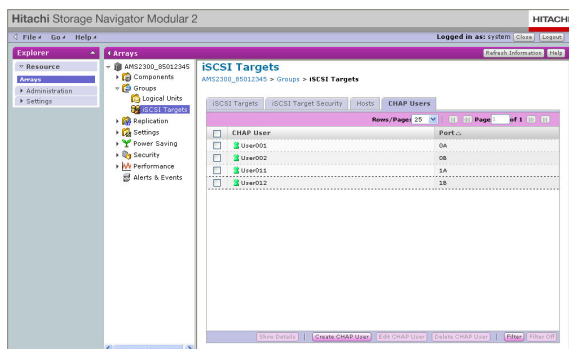 Hitachi Storage Navigator Modular 2
HITACHI
File Go Help
Logged in as: system Close Logout
Explorer
Arrays
Refresh Information Help
Resource
Arrays
Administration
Settings
AMS2300_85012345
Components
Groups
Logical Units
iSCSI Targets
Replication
Settings
Power Saving
Security
Performance
Alerts & Events
iSCSI Targets
AMS2300_85012345 > Groups > iSCSI Targets
iSCSI Targets iSCSI Target Security Hosts CHAP Users
Rows/Page: 25 Page 1 of 1
CHAP User Port
User001 0A
User002 0B
User011 1A
User012 1B
Show Details Create CHAP User Edit CHAP User Delete CHAP User Filter Filter Off